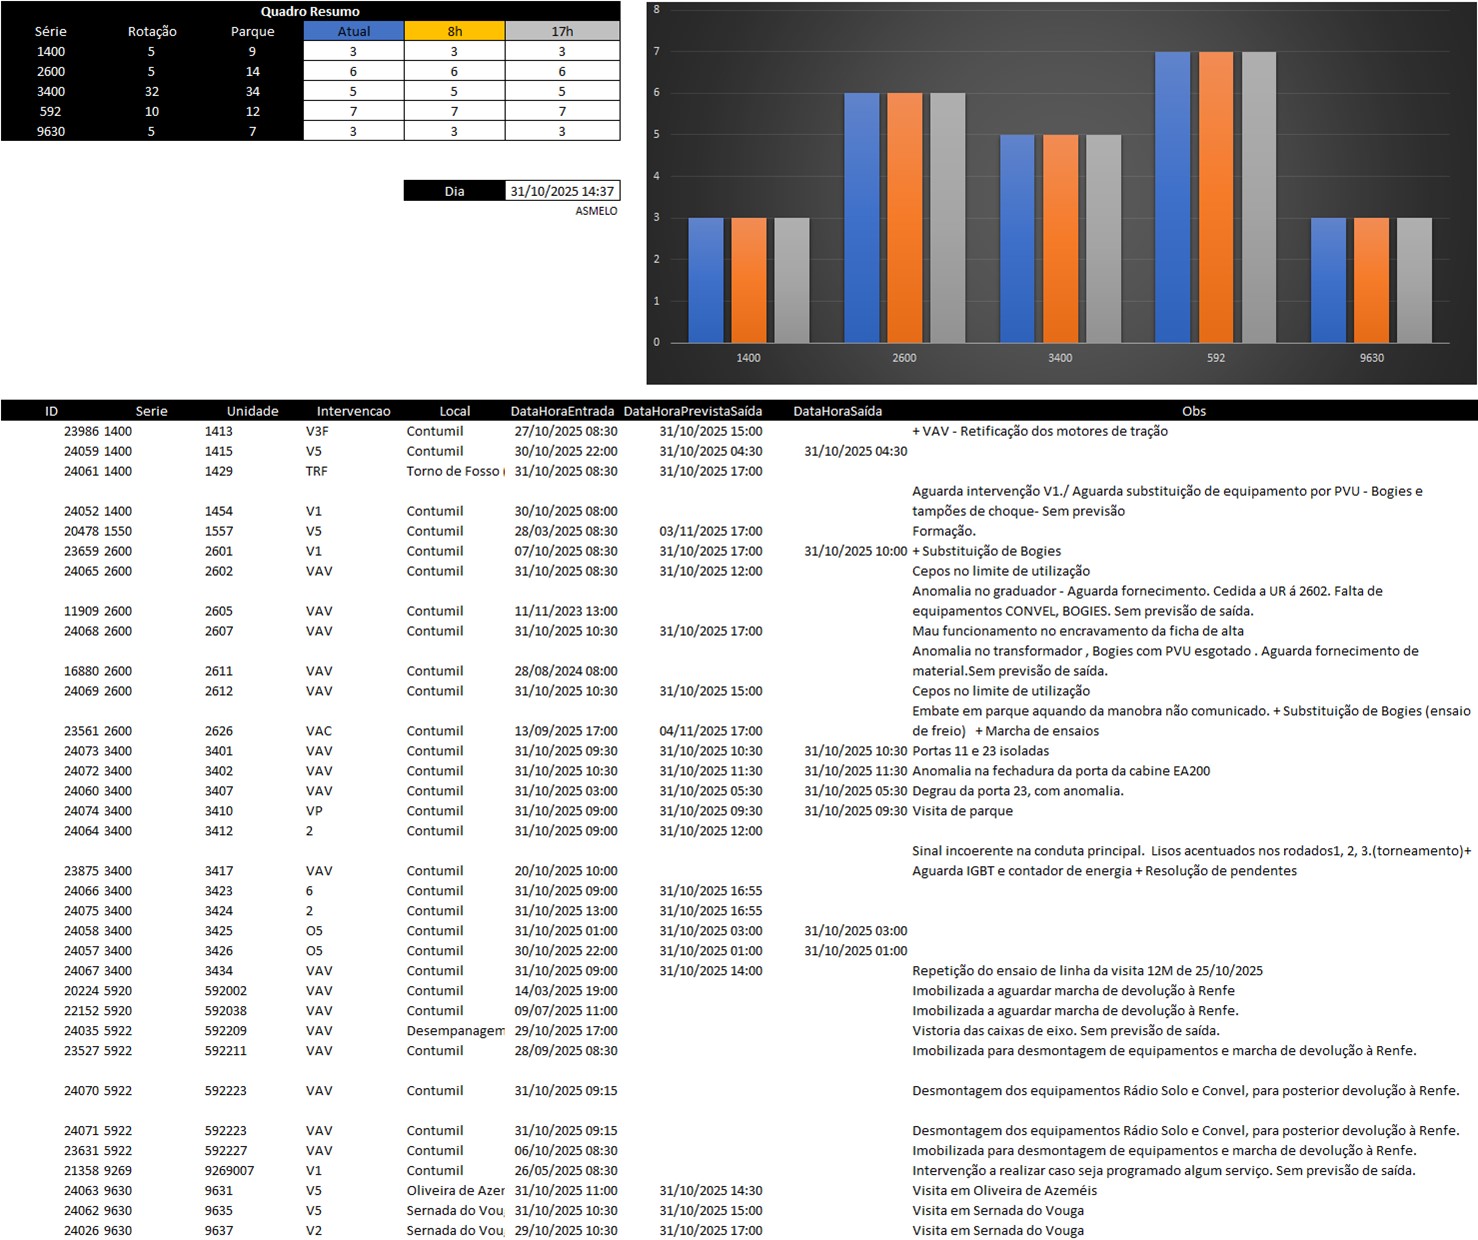 Quadro Resumo
Série Rotação Parque Atual 8h 17h
1400 5 9 3 3 3
2600 5 14 6 6 6
3400 32 34 5 5 5
592 10 12 7 7 7
9630 5 7 3 3 3
Dia 31/10/2025 14:37
ASMELO
8
7
6
5
4
3
2
1
0
1400 2600 3400 592 9630
ID Serie Unidade Intervencao Local DataHoraEntrada DataHoraPrevistaSaída DataHoraSaída Obs
23986 1400 1413 V3F Contumil 27/10/2025 08:30 31/10/2025 15:00 + VAV - Retificação dos motores de tração
24059 1400 1415 V5 Contumil 30/10/2025 22:00 31/10/2025 04:30 31/10/2025 04:30
24061 1400 1429 TRF Torno de Fosso ( 31/10/2025 08:30 31/10/2025 17:00
Aguarda intervenção V1./ Aguarda substituição de equipamento por PVU - Bogies e
24052 1400 1454 V1 Contumil 30/10/2025 08:00 tampões de choque- Sem previsão
20478 1550 1557 V5 Contumil 28/03/2025 08:30 03/11/2025 17:00 Formação.
23659 2600 2601 V1 Contumil 07/10/2025 08:30 31/10/2025 17:00 31/10/2025 10:00 + Substituição de Bogies
24065 2600 2602 VAV Contumil 31/10/2025 08:30 31/10/2025 12:00 Cepos no limite de utilização
Anomalia no graduador - Aguarda fornecimento. Cedida a UR á 2602. Falta de
11909 2600 2605 VAV Contumil 11/11/2023 13:00 equipamentos CONVEL, BOGIES. Sem previsão de saída.
24068 2600 2607 VAV Contumil 31/10/2025 10:30 31/10/2025 17:00 Mau funcionamento no encravamento da ficha de alta
Anomalia no transformador , Bogies com PVU esgotado . Aguarda fornecimento de
16880 2600 2611 VAV Contumil 28/08/2024 08:00 material.Sem previsão de saída.
24069 2600 2612 VAV Contumil 31/10/2025 10:30 31/10/2025 15:00 Cepos no limite de utilização
Embate em parque aquando da manobra não comunicado. + Substituição de Bogies (ensaio
23561 2600 2626 VAC Contumil 13/09/2025 17:00 04/11/2025 17:00 de freio) + Marcha de ensaios
24073 3400 3401 VAV Contumil 31/10/2025 09:30 31/10/2025 10:30 31/10/2025 10:30 Portas 11 e 23 isoladas
24072 3400 3402 VAV Contumil 31/10/2025 10:30 31/10/2025 11:30 31/10/2025 11:30 Anomalia na fechadura da porta da cabine EA200
24060 3400 3407 VAV Contumil 31/10/2025 03:00 31/10/2025 05:30 31/10/2025 05:30 Degrau da porta 23, com anomalia.
24074 3400 3410 VP Contumil 31/10/2025 09:00 31/10/2025 09:30 31/10/2025 09:30 Visita de parque
24064 3400 3412 2 Contumil 31/10/2025 09:00 31/10/2025 12:00
Sinal incoerente na conduta principal. Lisos acentuados nos rodados1, 2, 3.(torneamento)+
23875 3400 3417 VAV Contumil 20/10/2025 10:00 Aguarda IGBT e contador de energia + Resolução de pendentes
24066 3400 3423 6 Contumil 31/10/2025 09:00 31/10/2025 16:55
24075 3400 3424 2 Contumil 31/10/2025 13:00 31/10/2025 16:55
24058 3400 3425 O5 Contumil 31/10/2025 01:00 31/10/2025 03:00 31/10/2025 03:00
24057 3400 3426 O5 Contumil 30/10/2025 22:00 31/10/2025 01:00 31/10/2025 01:00
24067 3400 3434 VAV Contumil 31/10/2025 09:00 31/10/2025 14:00 Repetição do ensaio de linha da visita 12M de 25/10/2025
20224 5920 592002 VAV Contumil 14/03/2025 19:00 Imobilizada a aguardar marcha de devolução à Renfe
22152 5920 592038 VAV Contumil 09/07/2025 11:00 Imobilizada a aguardar marcha de devolução à Renfe.
24035 5922 592209 VAV Desempanagem 29/10/2025 17:00 Vistoria das caixas de eixo. Sem previsão de saída.
23527 5922 592211 VAV Contumil 28/09/2025 08:30 Imobilizada para desmontagem de equipamentos e marcha de devolução à Renfe.
24070 5922 592223 VAV Contumil 31/10/2025 09:15 Desmontagem dos equipamentos Rádio Solo e Convel, para posterior devolução à Renfe.
24071 5922 592223 VAV Contumil 31/10/2025 09:15 Desmontagem dos equipamentos Rádio Solo e Convel, para posterior devolução à Renfe.
23631 5922 592227 VAV Contumil 06/10/2025 08:30 Imobilizada para desmontagem de equipamentos e marcha de devolução à Renfe.
21358 9269 9269007 V1 Contumil 26/05/2025 08:30 Intervenção a realizar caso seja programado algum serviço. Sem previsão de saída.
24063 9630 9631 V5 Oliveira de Azer 31/10/2025 11:00 31/10/2025 14:30 Visita em Oliveira de Azeméis
24062 9630 9635 V5 Sernada do Vou 31/10/2025 10:30 31/10/2025 15:00 Visita em Sernada do Vouga
24026 9630 9637 V2 Sernada do Vou 29/10/2025 10:30 31/10/2025 17:00 Visita em Sernada do Vouga